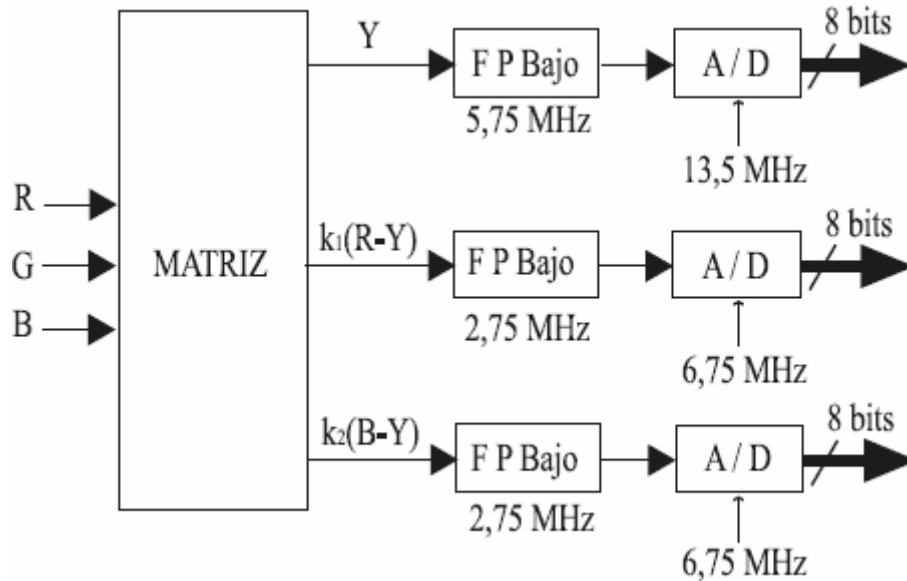 8 bits
Y
F P Bajo
A / D
5,75 MHz
13,5 MHz
R
8 bits
k₁(R-Y)
G
MATRIZ
F P Bajo
A / D
B
2,75 MHz
6,75 MHz
8 bits
k₂(B-Y)
F P Bajo
A / D
2,75 MHz
6,75 MHz